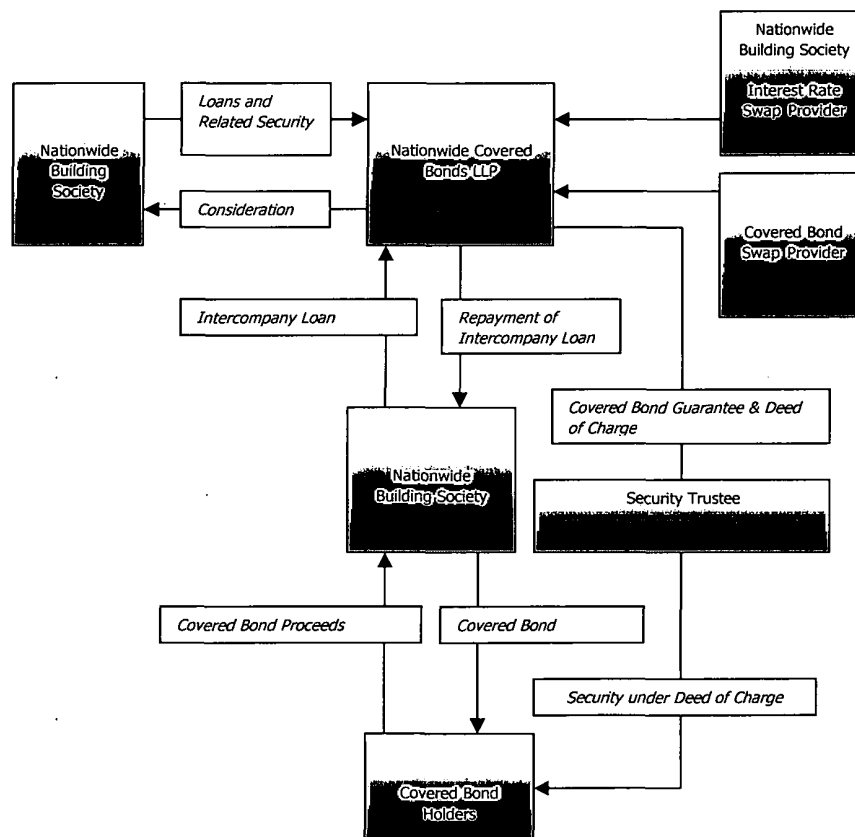 Nationwide
Building Society
Interest Rate
Swap Provider
Loans and
Related Security
Nationwide
Building
Society
Nationwide Covered
Bonds LLP
Consideration
Covered Bond
Swap Provider
Intercompany Loan
Repayment of
Intercompany Loan
Covered Bond Guarantee & Deed
of Charge
Nationwide
Building Society
Security Trustee
Covered Bond Proceeds
Covered Bond
Security under Deed of Charge
Covered Bond
Holders